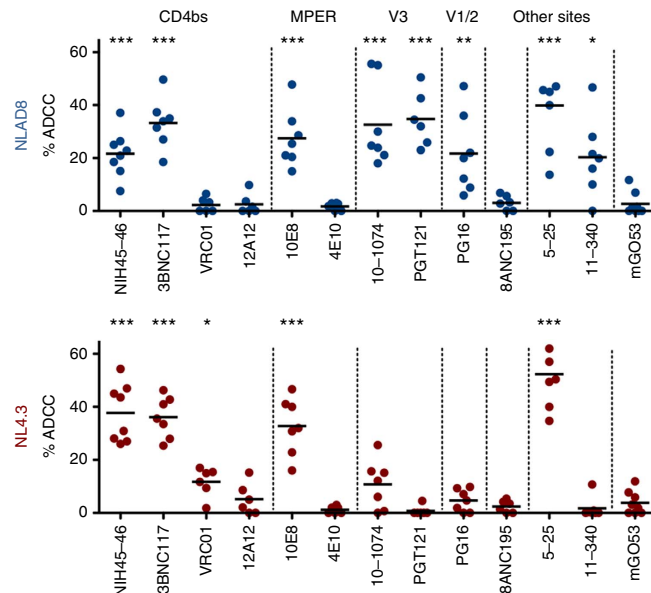 CD4bs MPER V3 V1/2 Other sites
*** *** *** *** *** ** *** *
NLAD8
% ADCC
60
40
20
0
NIH45–46 3BNC117 VRC01 12A12 10E8 4E10 10–1074 PGT121 PG16 8ANC195 5–25 11–340 mGO53
*** *** * *** ***
NL4.3
% ADCC
60
40
20
0
NIH45–46 3BNC117 VRC01 12A12 10E8 4E10 10–1074 PGT121 PG16 8ANC195 5–25 11–340 mGO53